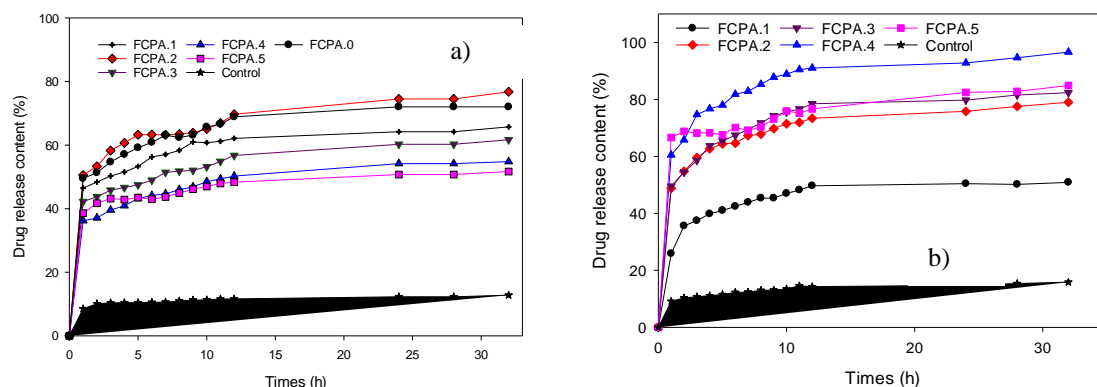 FCPA.1 FCPA.4 FCPA.0
FCPA.2 FCPA.5
FCPA.3 Control
a)
Drug release content (%)
100
80
60
40
20
0
0 5 10 15 20 25 30
Times (h)
FCPA.1 FCPA.3 FCPA.5
FCPA.2 FCPA.4 Control
b)
Drug release content (%)
100
80
60
40
20
0
0 10 20 30
Times (h)